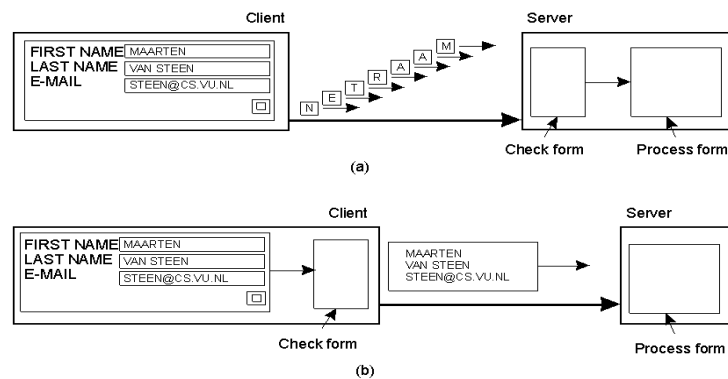 Client
Server
FIRST NAME MAARTEN
LAST NAME VAN STEEN
E-MAIL STEEN@CS.VU.NL
N E T R A A M
Check form
Process form
(a)
Client
Server
FIRST NAME MAARTEN
LAST NAME VAN STEEN
E-MAIL STEEN@CS.VU.NL
MAARTEN
VAN STEEN
STEEN@CS.VU.NL
Check form
Process form
(b)